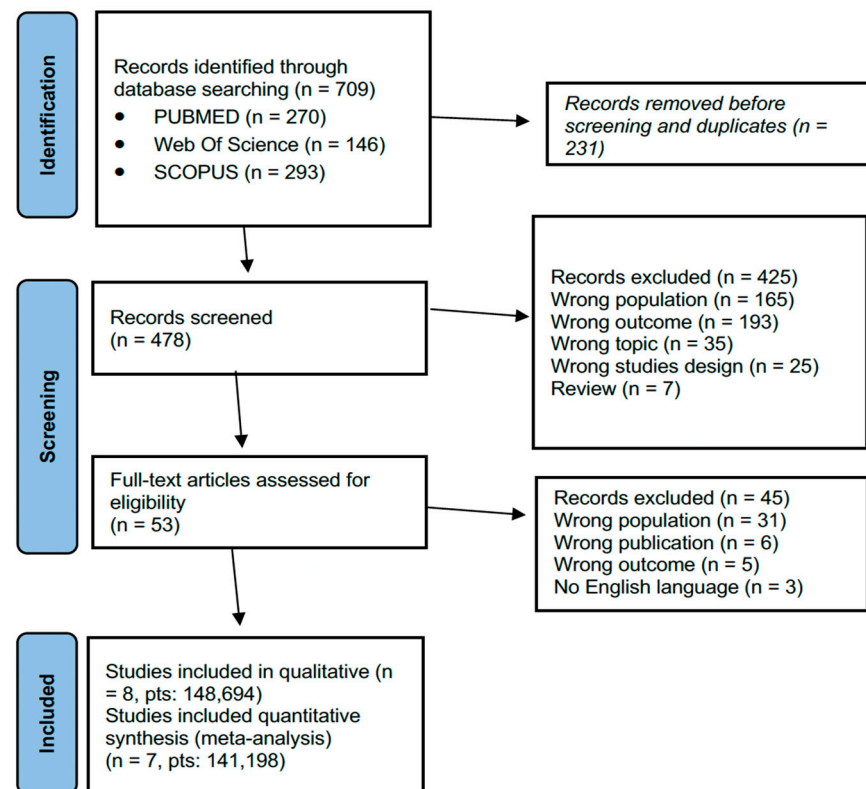 Identification
Records identified through
database searching (n = 709)
● PUBMED (n = 270)
● Web Of Science (n = 146)
● SCOPUS (n = 293)
Records removed before
screening and duplicates (n =
231)
Screening
Records screened
(n = 478)
Records excluded (n = 425)
Wrong population (n = 165)
Wrong outcome (n = 193)
Wrong topic (n = 35)
Wrong studies design (n = 25)
Review (n = 7)
Full-text articles assessed for
eligibility
(n = 53)
Records excluded (n = 45)
Wrong population (n = 31)
Wrong publication (n = 6)
Wrong outcome (n = 5)
No English language (n = 3)
Included
Studies included in qualitative (n
= 8, pts: 148,694)
Studies included quantitative
synthesis (meta-analysis)
(n = 7, pts: 141,198)